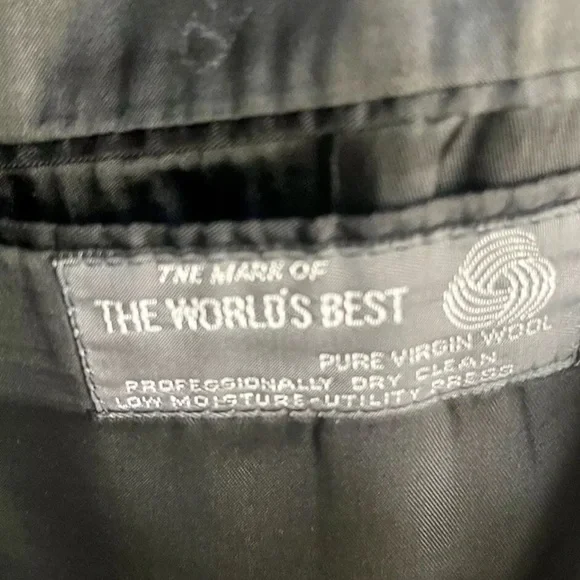 THE MARK OF
THE WORLD'S BEST
PURE VIRGIN WOOL
PROFESSIONALLY DRY CLEAN
LOW MOISTURE-UTILITY PRESS